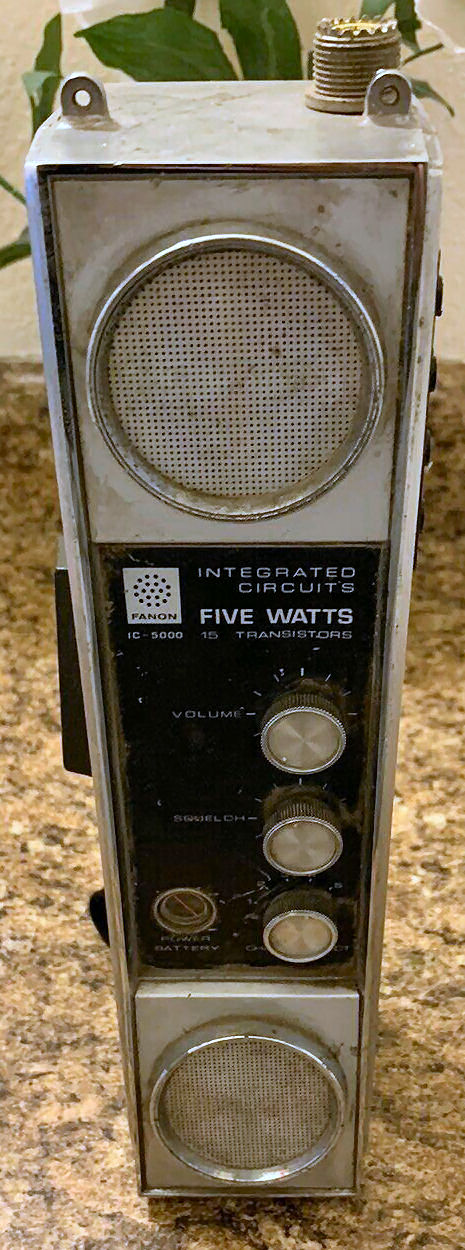 INTEGRATED
CIRCUITS
FANON
FIVE WATTS
IC-5000 15 TRANSISTORS
VOLUME
SQUELCH
POWER
BATTERY